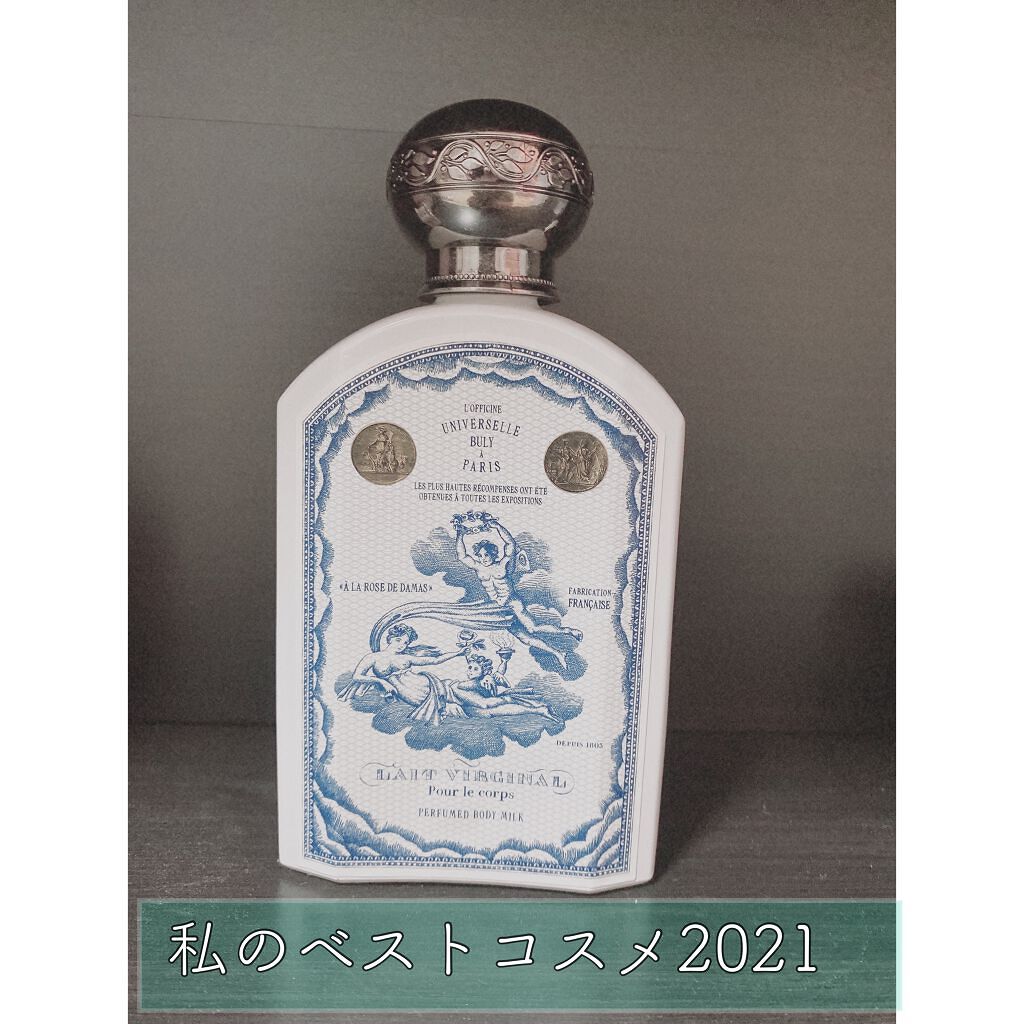 L'OFFICINE
UNIVERSELLE
BULY
À
PARIS
LES PLUS HAUTES RÉCOMPENSES ONT ÉTÉ
OBTENUES À TOUTES LES EXPOSITIONS
«À LA ROSE DE DAMAS»
FABRICATION
FRANÇAISE
DEPUIS 1803
LAIT VIRGINAL
Pour le corps
PERFUMED BODY MILK
私のベストコスメ2021